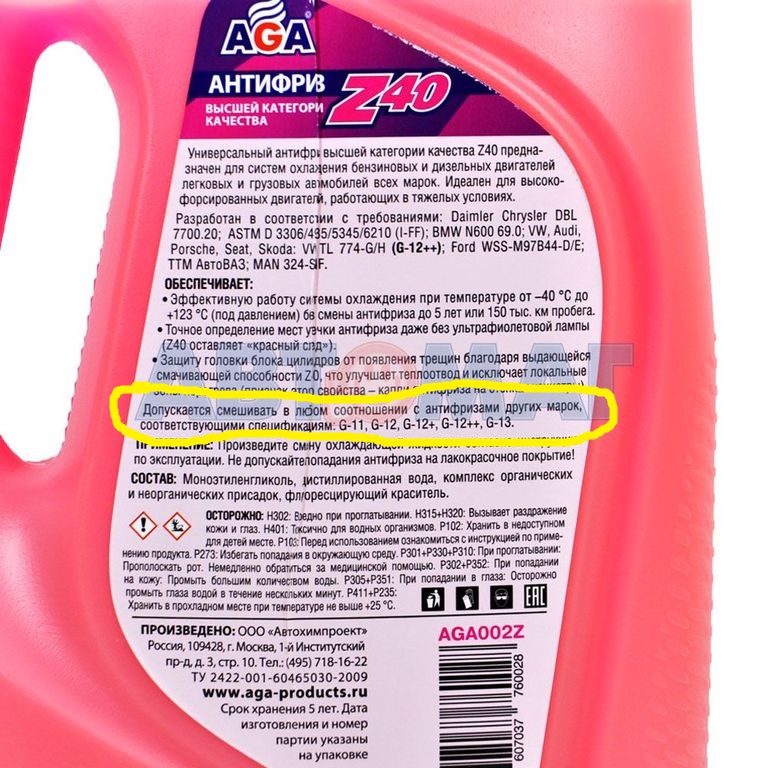 AGA
АНТИФРИ
Z40
ВЫСШЕЙ КАТЕГОРИ
КАЧЕСТВА
Универсальный антифри высшей категории качества Z40 предна-
значен для систем охлаждения бензиновых и дизельных двигателей
легковых и грузовых автомобилей всех марок. Идеален для высоко-
форсированных двигателей, работающих в тяжелых условиях.
Разработан в соответствии с требованиями: Daimler Chrysler DBL
7700.20; ASTM D 3306/4 5/5345/6210 (I-FF); BMW N600 69.0; VW, Audi,
Porsche, Seat, Skoda: VW TL 774-G/H (G-12++); Ford WSS-M97B44-D/E;
ТТМ АвтоВАЗ; MAN 324-S F.
ОБЕСПЕЧИВАЕТ:
• Эффективную работу системы охлаждения при температуре от –40 °С до
+123 °С (под давлением) без смены антифриза до 5 лет или 150 тыс. км пробега.
• Точное определение мест утечки антифриза даже без ультрафиолетовой лампы
(Z40 оставляет «красный след»).
• Защиту головки блока цилиндров от появления трещин благодаря выдающейся
смачивающей способности Z40, что улучшает теплоотвод и исключает локальные
Допускается смешивать в любом соотношении с антифризами других марок,
соответствующими спецификациям: G-11, G-12, G-12+, G-12++, G-13.
ПРИМЕНЕНИЕ: Произведите смену охлаждающей жидкости
по эксплуатации. Не допускайте попадания антифриза на лакокрасочное покрытие!
СОСТАВ: Моноэтиленгликоль, дистиллированная вода, комплекс органических
и неорганических присадок, флуоресцирующий краситель.
ОСТОРОЖНО: H302: Вредно при проглатывании. H315+H320: Вызывает раздражение
кожи и глаз. H401: Токсично для водных организмов. P102: Хранить в недоступном
для детей месте. P103: Перед использованием ознакомиться с инструкцией по приме-
нению продукта. P273: Избегать попадания в окружающую среду. P301+P330+P310: При проглатывании:
Прополоскать рот. Немедленно обратиться за медицинской помощью. P302+P352: При попадании
на кожу: Промыть большим количеством воды. P305+P351: При попадании в глаза: Осторожно
промыть глаза водой в течение нескольких минут. P411+P235:
Хранить в прохладном месте при температуре не выше +25 °С.
EAC
ПРОИЗВЕДЕНО: ООО «Автохимпроект»
Россия, 109428, г. Москва, 1-й Институтский
пр-д, д. 3, стр. 10. Тел.: (495) 718-16-22
ТУ 2422-001-60465030-2009
www.aga-products.ru
Срок хранения 5 лет. Дата
изготовления и номер
партии указаны
на упаковке
AGA002Z
607037 760028
АВТОМАГ